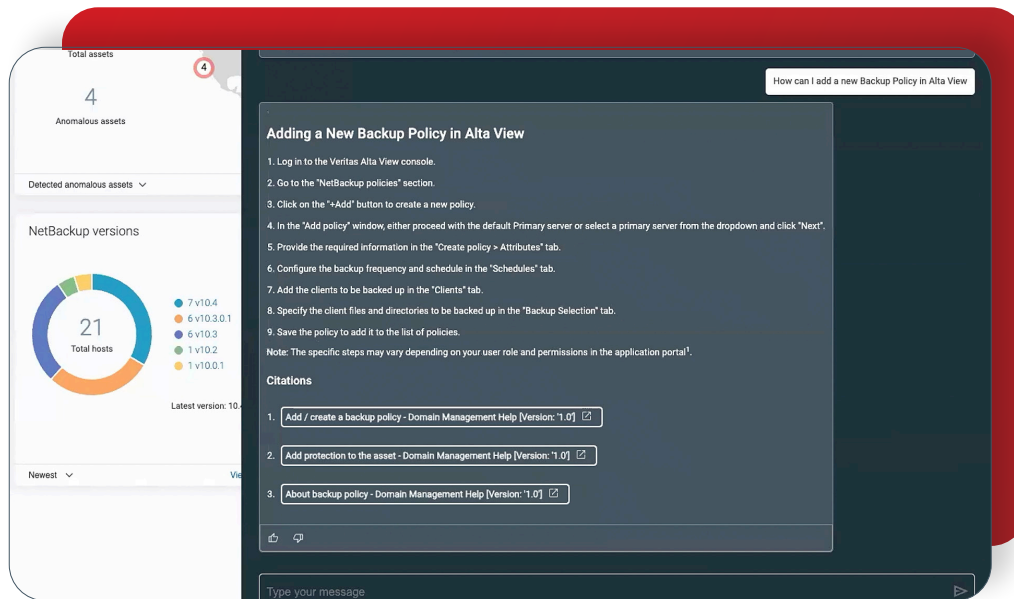 Total assets
4
4
Anomalous assets
Detected anomalous assets
NetBackup versions
21
Total hosts
7 v10.4
6 v10.3.0.1
6 v10.3
1 v10.2
1 v10.0.1
Latest version: 10.
Newest
Vie
How can I add a new Backup Policy in Alta View
Adding a New Backup Policy in Alta View
1. Log in to the Veritas Alta View console.
2. Go to the "NetBackup policies" section.
3. Click on the "+Add" button to create a new policy.
4. In the "Add policy" window, either proceed with the default Primary server or select a primary server from the dropdown and click "Next".
5. Provide the required information in the "Create policy > Attributes" tab.
6. Configure the backup frequency and schedule in the "Schedules" tab.
7. Add the clients to be backed up in the "Clients" tab.
8. Specify the client files and directories to be backed up in the "Backup Selection" tab.
9. Save the policy to add it to the list of policies.
Note: The specific steps may vary depending on your user role and permissions in the application portal¹.
Citations
1. Add / create a backup policy - Domain Management Help [Version: '1.0']
2. Add protection to the asset - Domain Management Help [Version: '1.0']
3. About backup policy - Domain Management Help [Version: '1.0']
Type your message